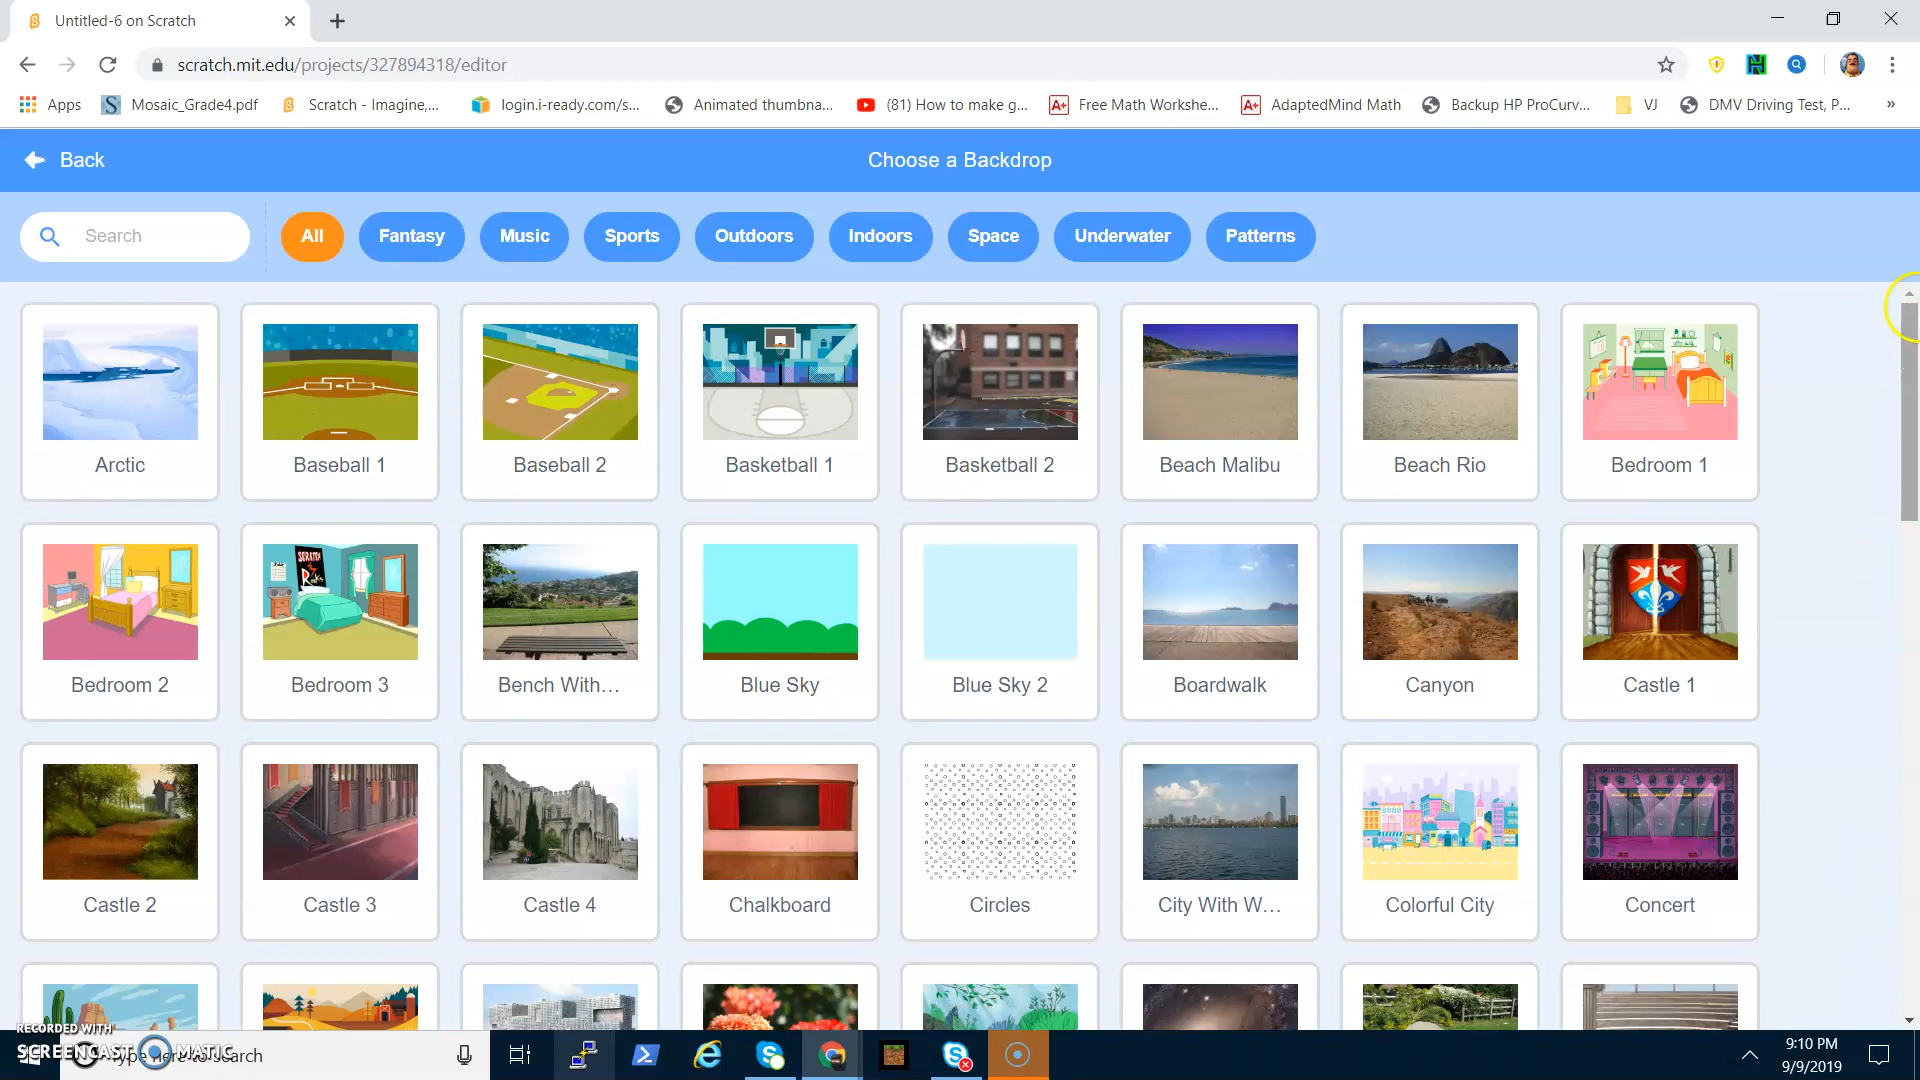 Untitled-6 on Scratch
scratch.mit.edu/projects/327894318/editor
Apps
Mosaic_Grade4.pdf
Scratch - Imagine,...
login.i-ready.com/s...
Animated thumbna...
(81) How to make g...
Free Math Workshe...
AdaptedMind Math
Backup HP ProCurv...
VJ
DMV Driving Test, P...
»
Back
Choose a Backdrop
Search
All
Fantasy
Music
Sports
Outdoors
Indoors
Space
Underwater
Patterns
Arctic
Baseball 1
Baseball 2
Basketball 1
Basketball 2
Beach Malibu
Beach Rio
Bedroom 1
SCRATCH
Rocks
Bedroom 2
Bedroom 3
Bench With...
Blue Sky
Blue Sky 2
Boardwalk
Canyon
Castle 1
Castle 2
Castle 3
Castle 4
Chalkboard
Circles
City With W...
Colorful City
Concert
RECORDED WITH
SCREENCAST MATIC
Type here to search
9:10 PM
9/9/2019